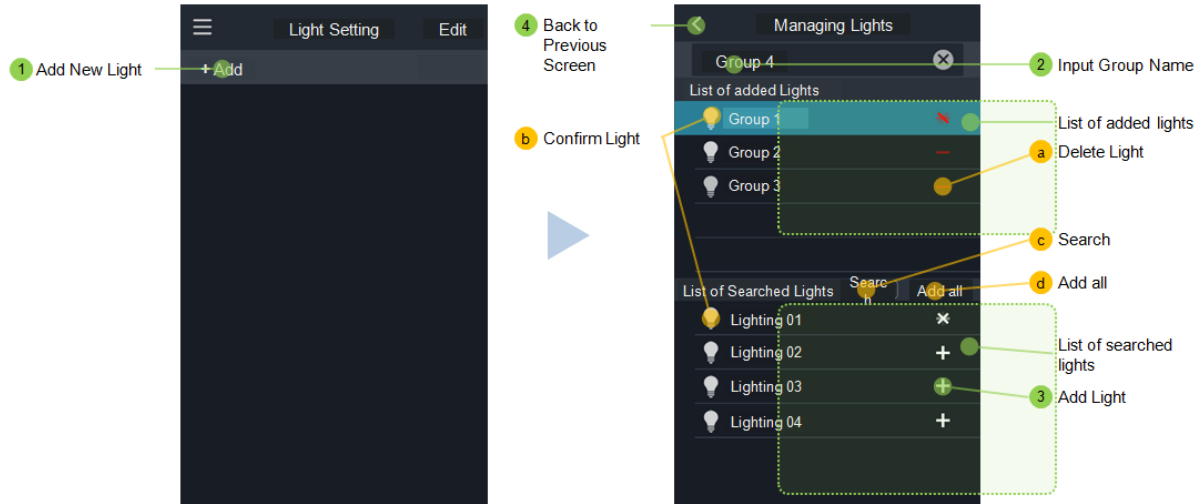 Light Setting
Edit
+ Add
1 Add New Light
4 Back to
Previous
Screen
b Confirm Light
Managing Lights
Group 4
List of added Lights
Group 1
Group 2
Group 3
List of Searched Lights
Searc
h
Add all
Lighting 01
Lighting 02
Lighting 03
Lighting 04
2 Input Group Name
List of added lights
a Delete Light
c Search
d Add all
List of searched
lights
3 Add Light